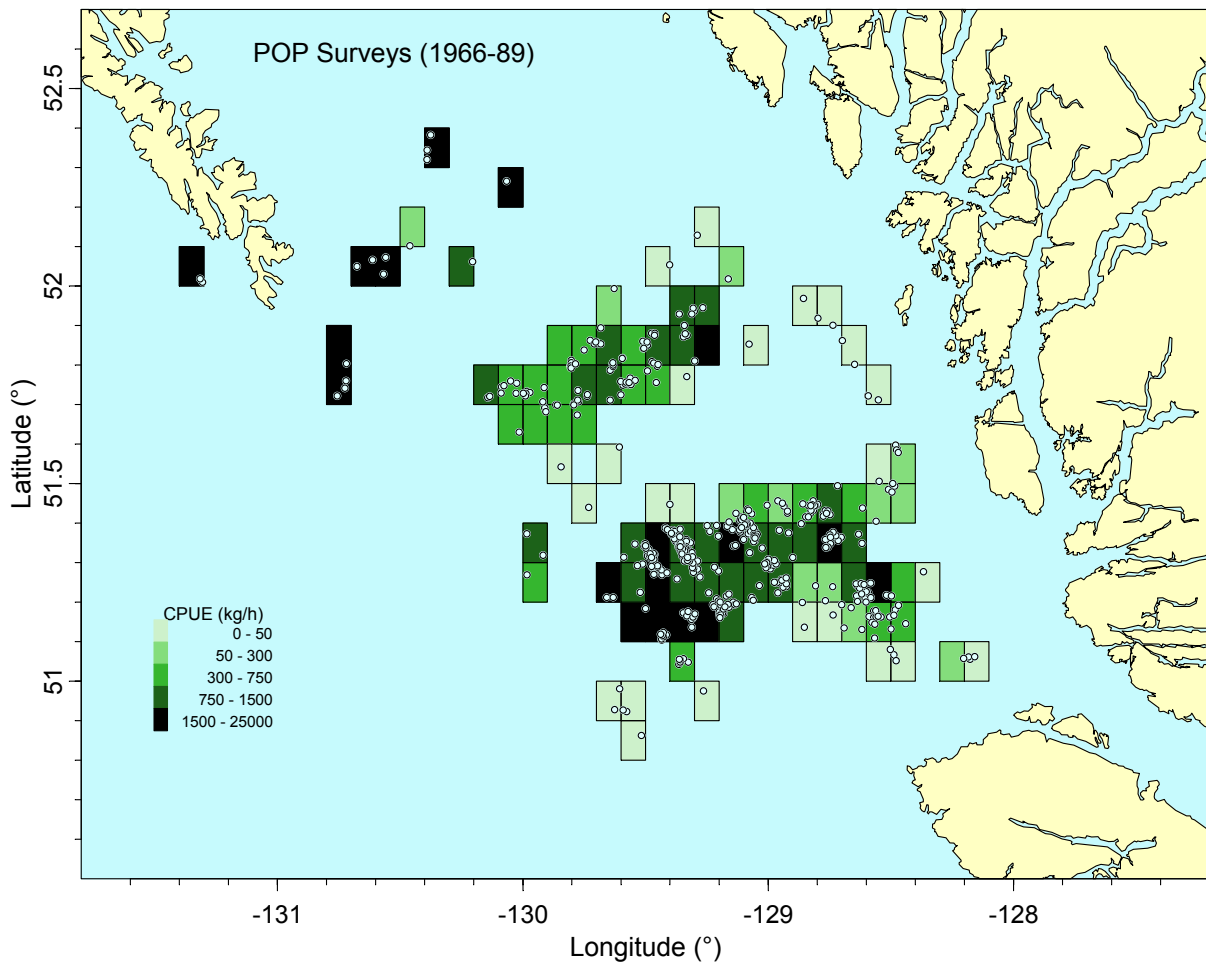 POP Surveys (1966-89)
52.5
52
51.5
51
Latitude (°)
CPUE (kg/h)
0 - 50
50 - 300
300 - 750
750 - 1500
1500 - 25000
-131
-130
-129
-128
Longitude (°)